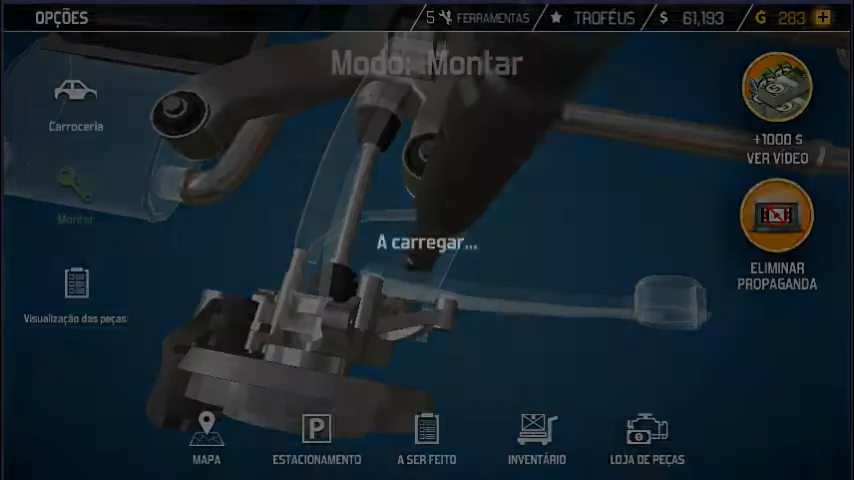 OPÇÕES
5 FERRAMENTAS
TROFÉUS
$ 61,193
G 283
Modo: Montar
Carroceria
Montar
Visualização das peças:
A carregar...
+1000 $
VER VÍDEO
ELIMINAR
PROPAGANDA
MAPA
P
ESTACIONAMENTO
A SER FEITO
INVENTÁRIO
LOJA DE PEÇAS